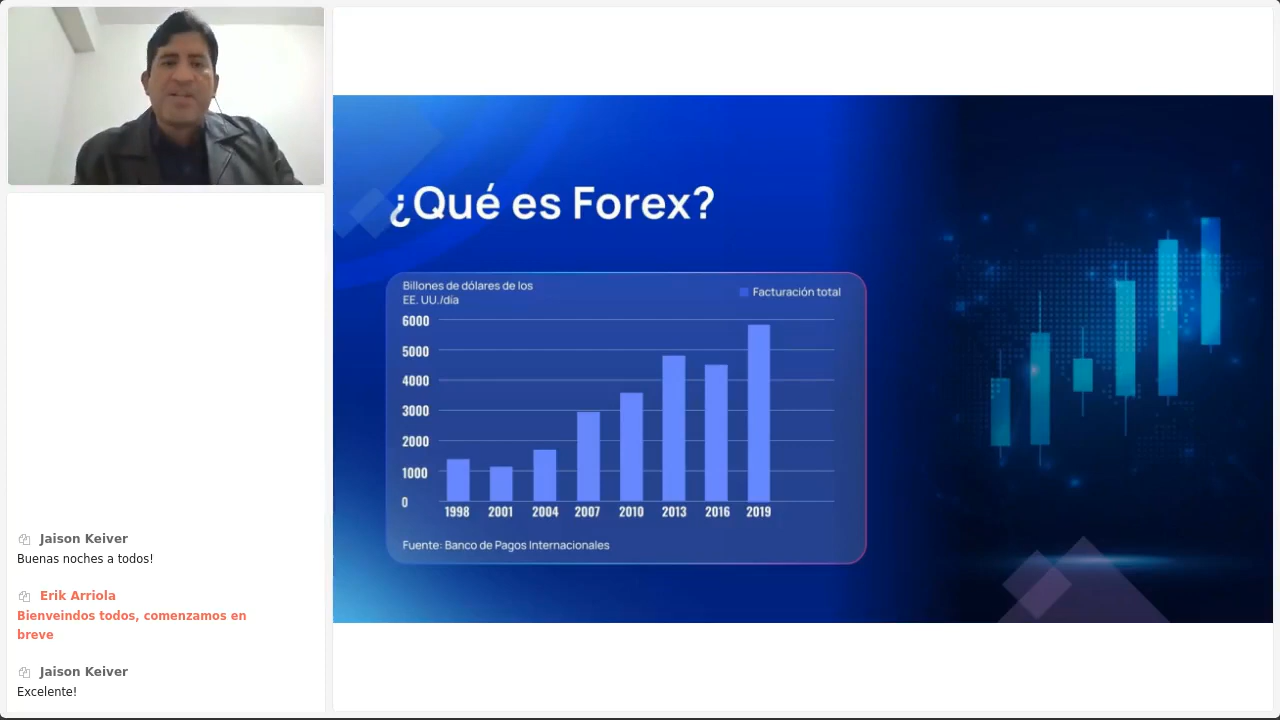 Jaison Keiver
Buenas noches a todos!
Erik Arriola
Bienveindos todos, comenzamos en
breve
Jaison Keiver
Excelente!
¿Qué es Forex?
Billones de dólares de los
EE. UU./día
Facturación total
6000
5000
4000
3000
2000
1000
0
1998 2001 2004 2007 2010 2013 2016 2019
Fuente: Banco de Pagos Internacionales